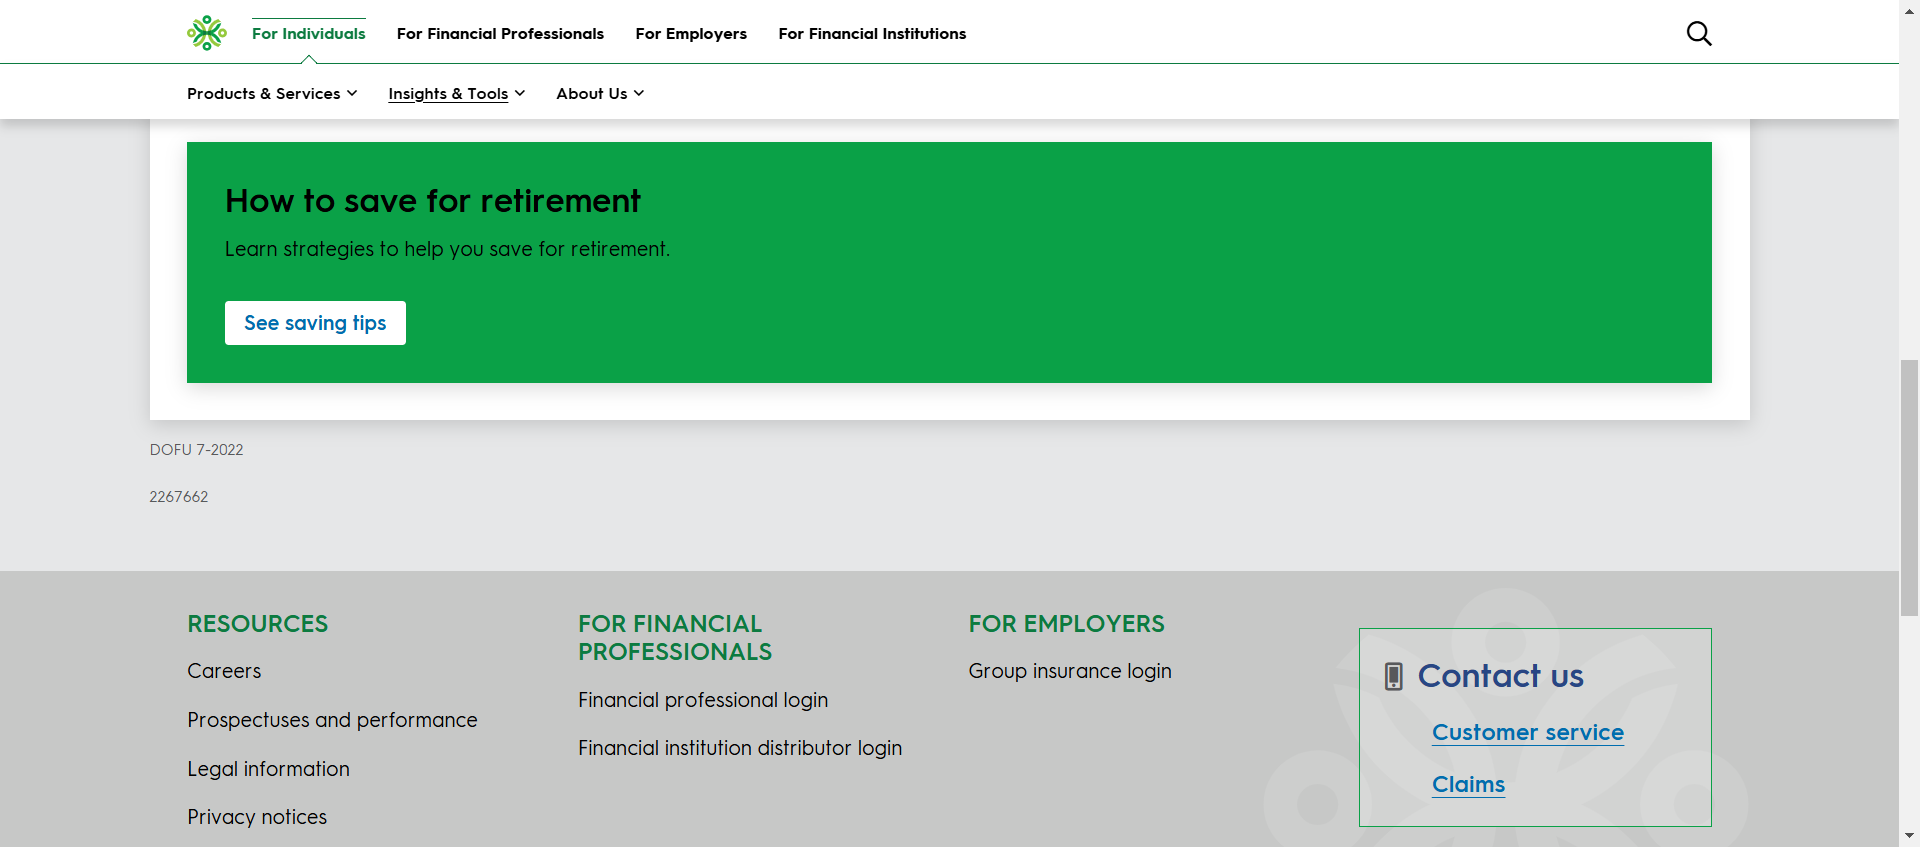 For Individuals
For Financial Professionals
For Employers
For Financial Institutions
Products & Services
Insights & Tools
About Us
How to save for retirement
Learn strategies to help you save for retirement.
See saving tips
DOFU 7-2022
2267662
RESOURCES
Careers
Prospectuses and performance
Legal information
Privacy notices
FOR FINANCIAL
PROFESSIONALS
Financial professional login
Financial institution distributor login
FOR EMPLOYERS
Group insurance login
Contact us
Customer service
Claims